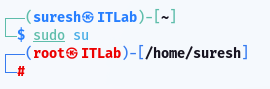 ┌──(suresh㉿ITLab)-[~]
└─$ sudo su
┌──(root㉿ITLab)-[/home/suresh]
└─#